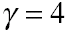 γ = 4